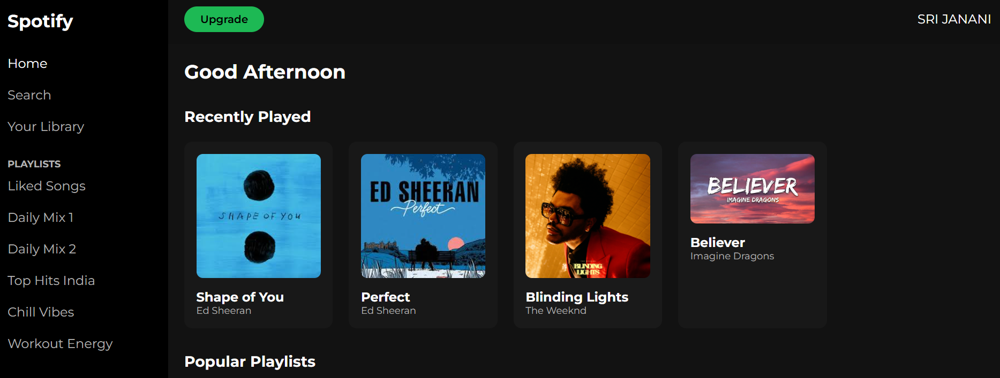 Spotify
Home
Search
Your Library
PLAYLISTS
Liked Songs
Daily Mix 1
Daily Mix 2
Top Hits India
Chill Vibes
Workout Energy
Upgrade
SRI JANANI
Good Afternoon
Recently Played
SHAPE OF YOU
Shape of You
Ed Sheeran
ED SHEERAN
Perfect
Perfect
Ed Sheeran
BLINDING
LIGHTS
Blinding Lights
The Weeknd
BELIEVER
IMAGINE DRAGONS
Believer
Imagine Dragons
Popular Playlists